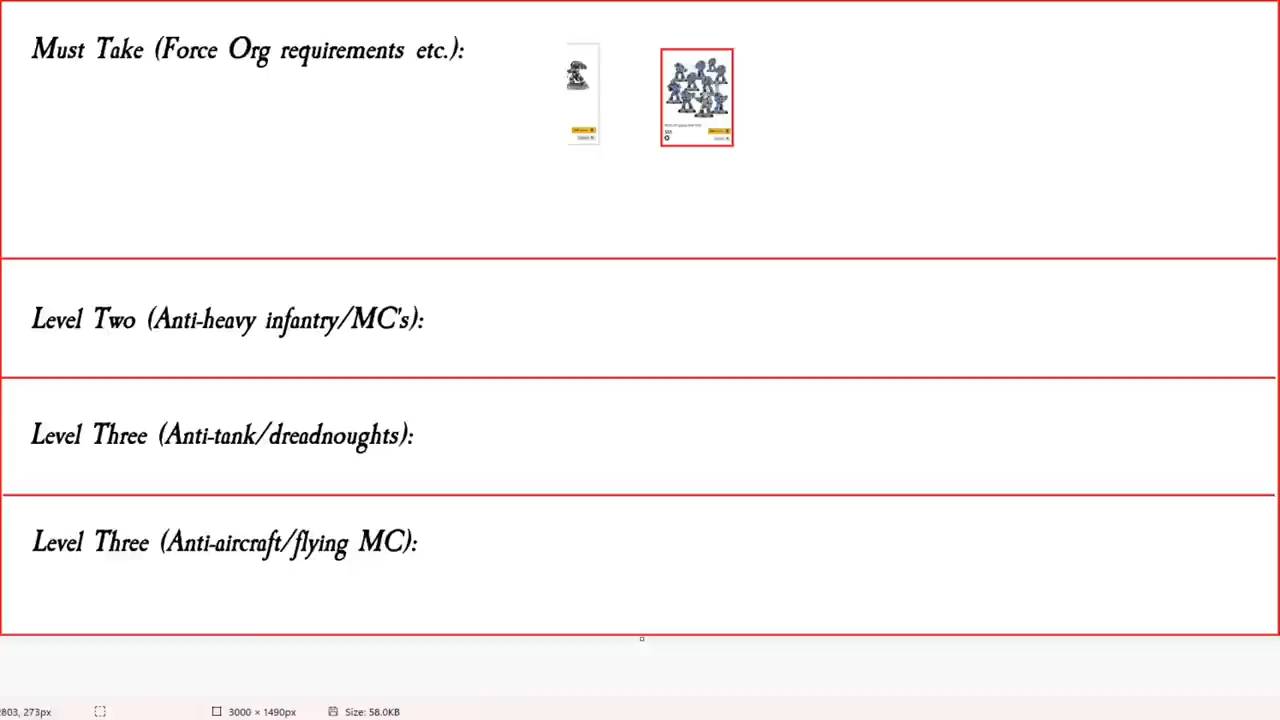 Must Take (Force Org requirements etc.):
Level Two (Anti-heavy infantry/MC's):
Level Three (Anti-tank/dreadnoughts):
Level Three (Anti-aircraft/flying MC):
803, 273px
3000 × 1490px
Size: 58.0KB